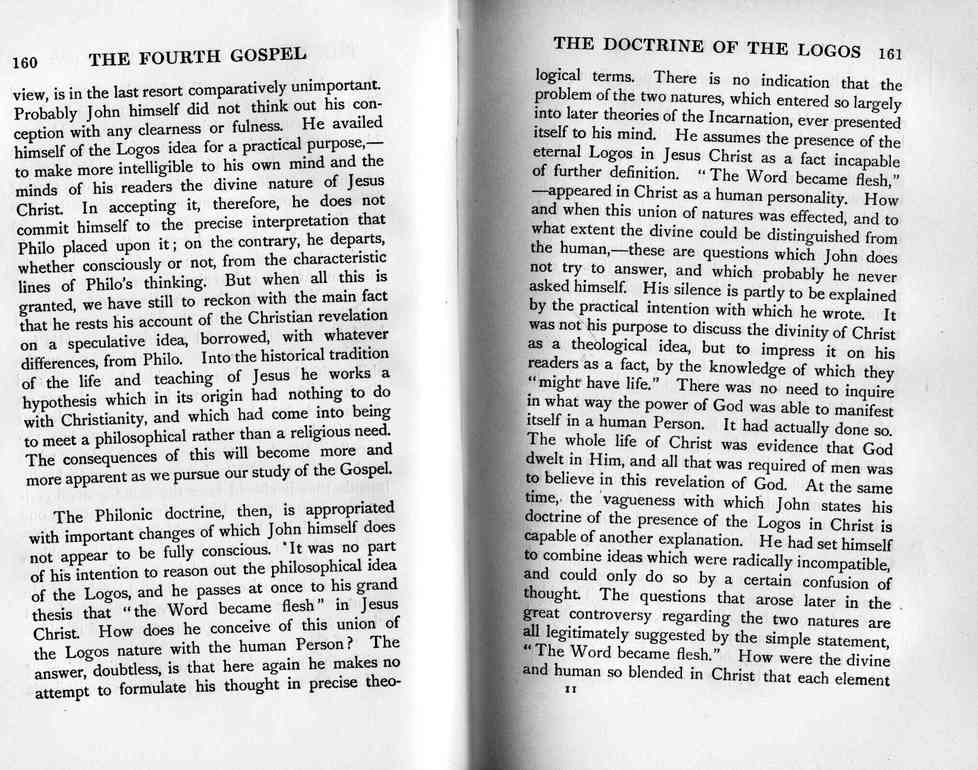 160 THE FOURTH GOSPEL
view, is in the last resort comparatively unimportant.
Probably John himself did not think out his con-
ception with any clearness or fulness. He availed
himself of the Logos idea for a practical purpose,—
to make more intelligible to his own mind and the
minds of his readers the divine nature of Jesus
Christ. In accepting it, therefore, he does not
commit himself to the precise interpretation that
Philo placed upon it; on the contrary, he departs,
whether consciously or not, from the characteristic
lines of Philo's thinking. But when all this is
granted, we have still to reckon with the main fact
that he rests his account of the Christian revelation
on a speculative idea, borrowed, with whatever
differences, from Philo. Into the historical tradition
of the life and teaching of Jesus he works a
hypothesis which in its origin had nothing to do
with Christianity, and which had come into being
to meet a philosophical rather than a religious need.
The consequences of this will become more and
more apparent as we pursue our study of the Gospel.
The Philonic doctrine, then, is appropriated
with important changes of which John himself does
not appear to be fully conscious. It was no part
of his intention to reason out the philosophical idea
of the Logos, and he passes at once to his grand
thesis that "the Word became flesh" in Jesus
Christ. How does he conceive of this union of
the Logos nature with the human Person? The
answer, doubtless, is that here again he makes no
attempt to formulate his thought in precise theo-
THE DOCTRINE OF THE LOGOS 161
logical terms. There is no indication that the
problem of the two natures, which entered so largely
into later theories of the Incarnation, ever presented
itself to his mind. He assumes the presence of the
eternal Logos in Jesus Christ as a fact incapable
of further definition. "The Word became flesh,"
—appeared in Christ as a human personality. How
and when this union of natures was effected, and to
what extent the divine could be distinguished from
the human,—these are questions which John does
not try to answer, and which probably he never
asked himself. His silence is partly to be explained
by the practical intention with which he wrote. It
was not his purpose to discuss the divinity of Christ
as a theological idea, but to impress it on his
readers as a fact, by the knowledge of which they
"might have life." There was no need to inquire
in what way the power of God was able to manifest
itself in a human Person. It had actually done so.
The whole life of Christ was evidence that God
dwelt in Him, and all that was required of men was
to believe in this revelation of God. At the same
time, the vagueness with which John states his
doctrine of the presence of the Logos in Christ is
capable of another explanation. He had set himself
to combine ideas which were radically incompatible,
and could only do so by a certain confusion of
thought. The questions that arose later in the
great controversy regarding the two natures are
all legitimately suggested by the simple statement,
"The Word became flesh." How were the divine
and human so blended in Christ that each element
11